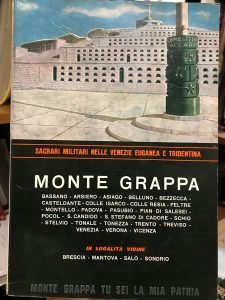 SACRARI MILITARI NELLE VENEZIE EUGANEA E TRIDENTINA
MONTE GRAPPA
BASSANO - ARSIERO - ASIAGO - BELLUNO - BEZZECCA
CASTELDANTE - COLLE ISARCO - COLLE RESIA - FELTRE
- MONTELLO - PADOVA - PASUBIO - PIAN DI SALESEI -
POCOL - S. CANDIDO - S. STEFANO DI CADORE - SCHIO
- STELVIO - TONALE - TONEZZA - TRENTO - TREVISO -
VENEZIA - VERONA - VICENZA
IN LOCALITÀ VICINE
BRESCIA - MANTOVA - SALÒ - SONDRIO
MONTE GRAPPA TU SEI LA MIA PATRIA